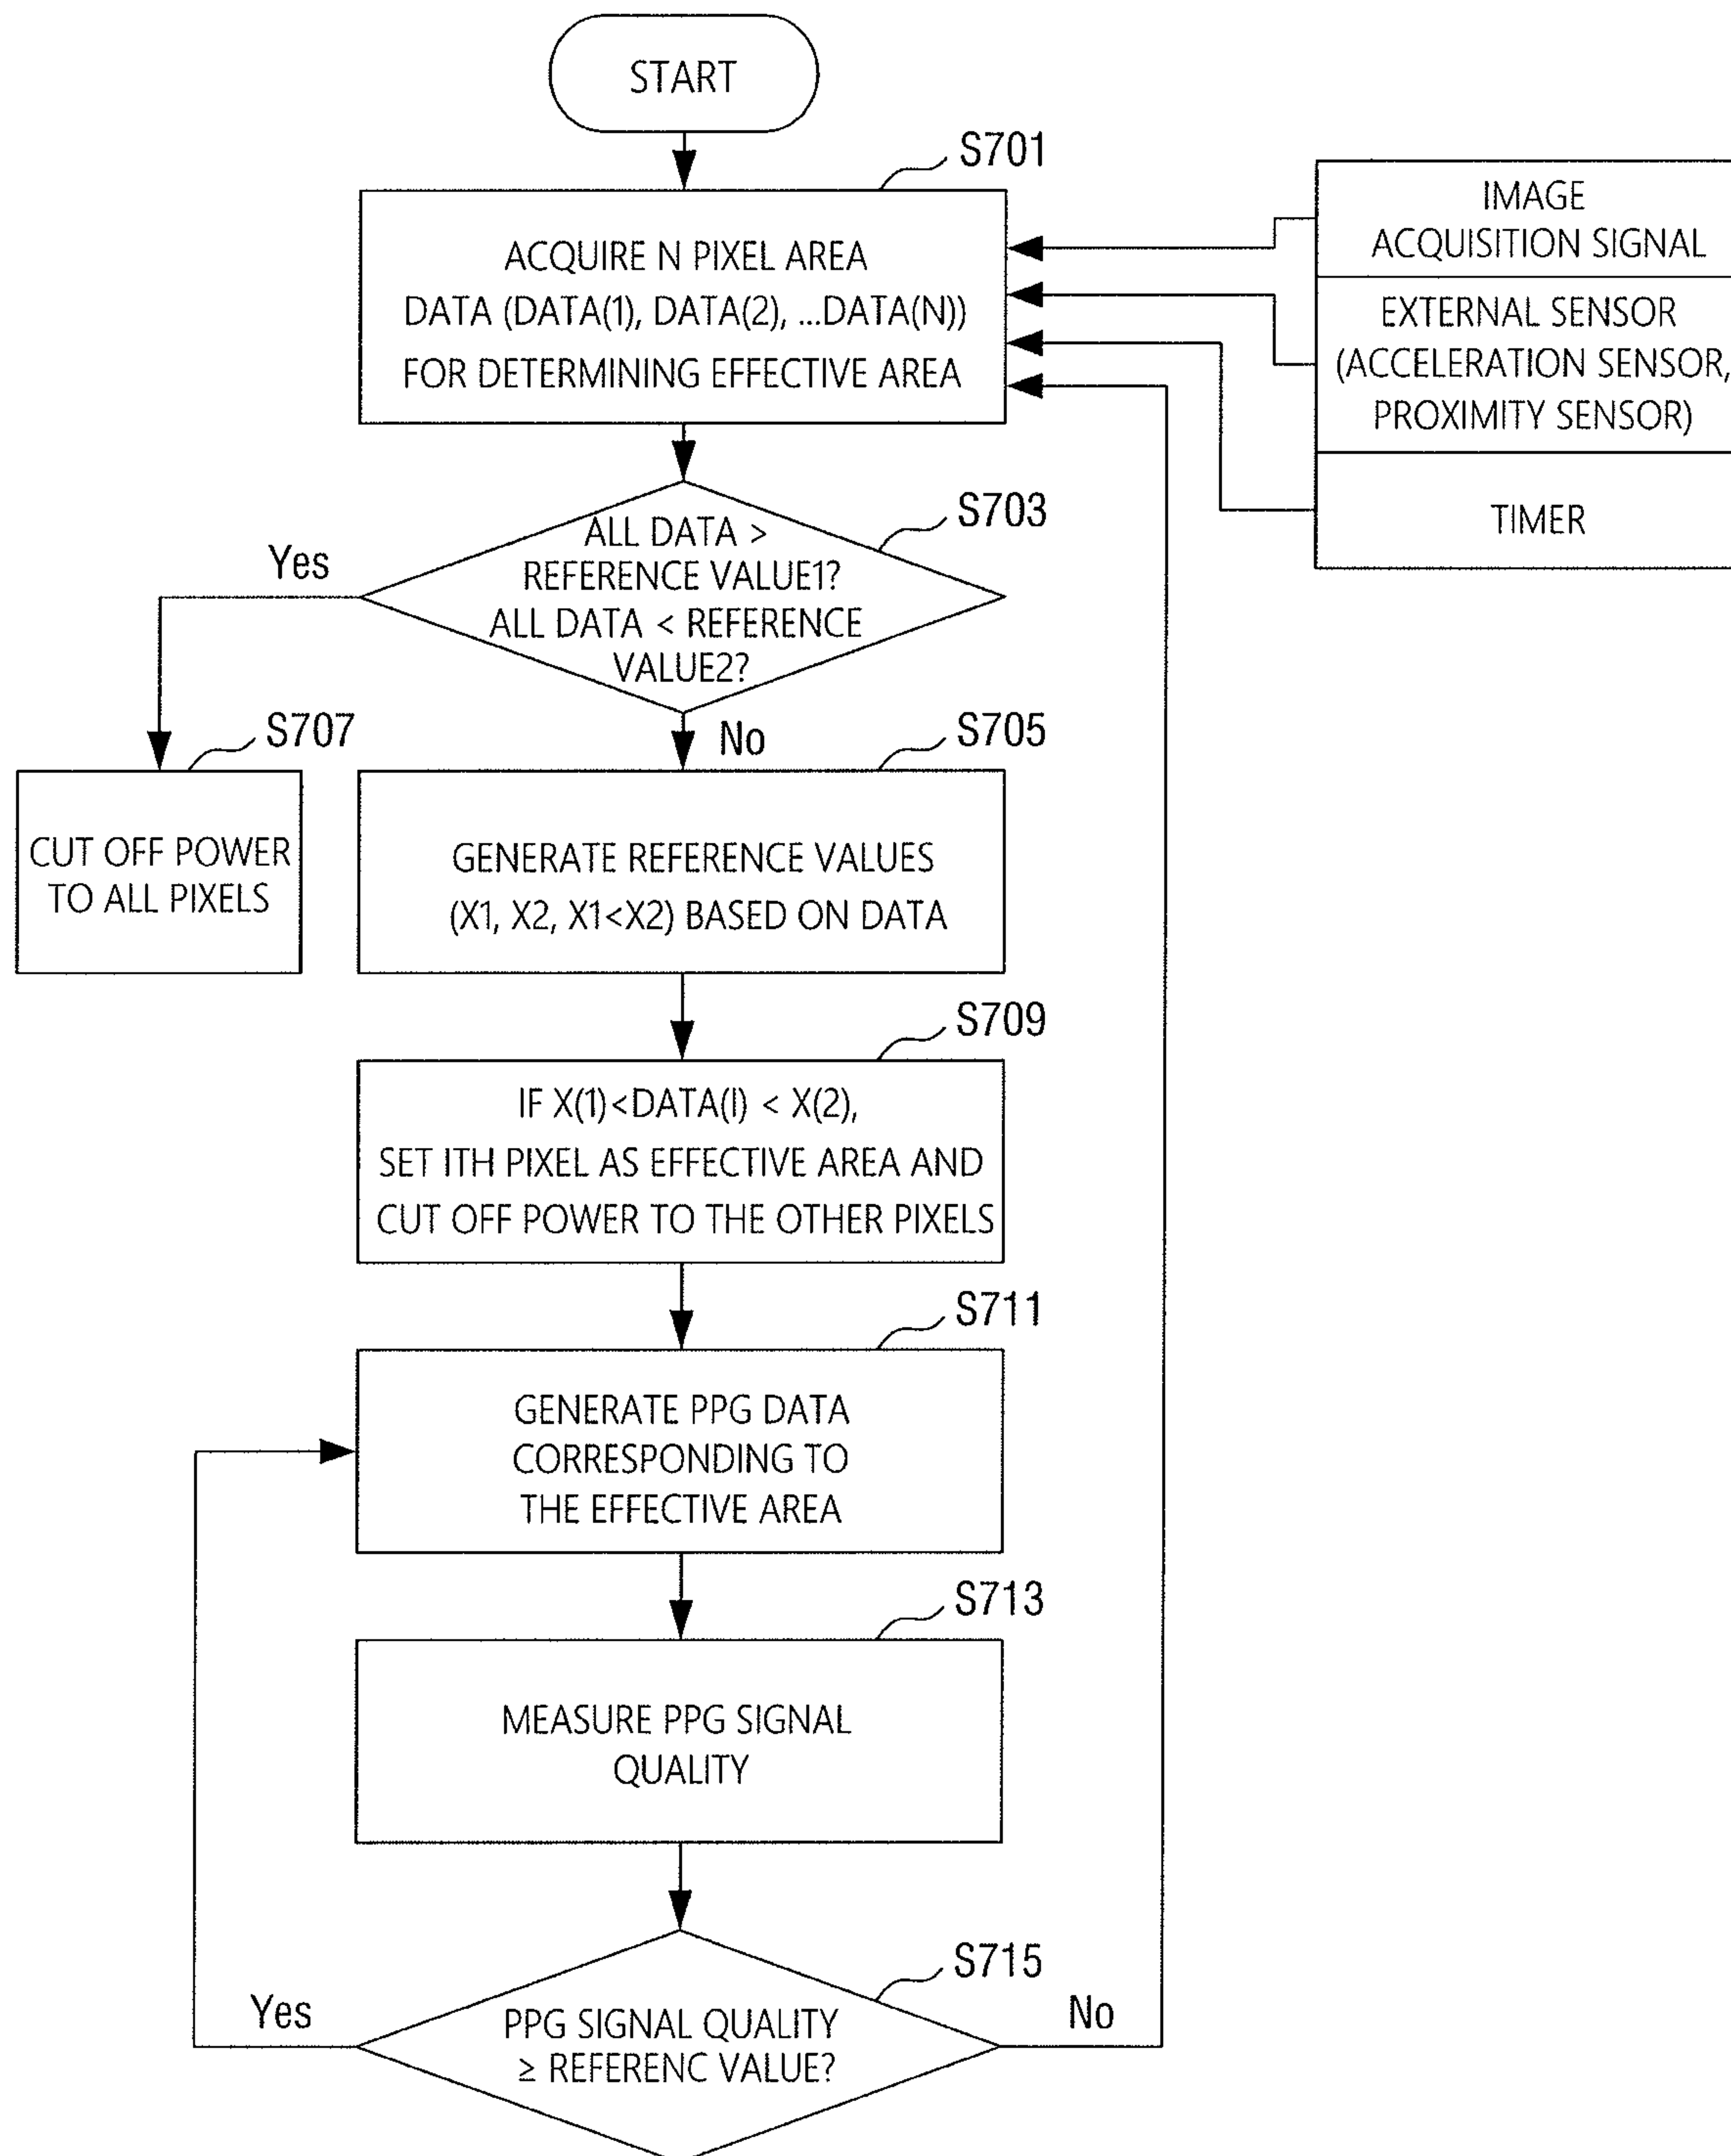 START
S701
ACQUIRE N PIXEL AREA
DATA (DATA(1), DATA(2), ...DATA(N))
FOR DETERMINING EFFECTIVE AREA
IMAGE
ACQUISITION SIGNAL
EXTERNAL SENSOR
(ACCELERATION SENSOR,
PROXIMITY SENSOR)
TIMER
S703
ALL DATA >
REFERENCE VALUE1?
ALL DATA < REFERENCE
VALUE2?
Yes
No
S707
CUT OFF POWER
TO ALL PIXELS
S705
GENERATE REFERENCE VALUES
(X1, X2, X1<X2) BASED ON DATA
S709
IF X(1)<DATA(I) < X(2),
SET ITH PIXEL AS EFFECTIVE AREA AND
CUT OFF POWER TO THE OTHER PIXELS
S711
GENERATE PPG DATA
CORRESPONDING TO
THE EFFECTIVE AREA
S713
MEASURE PPG SIGNAL
QUALITY
S715
PPG SIGNAL QUALITY
≥ REFERENC VALUE?
Yes
No